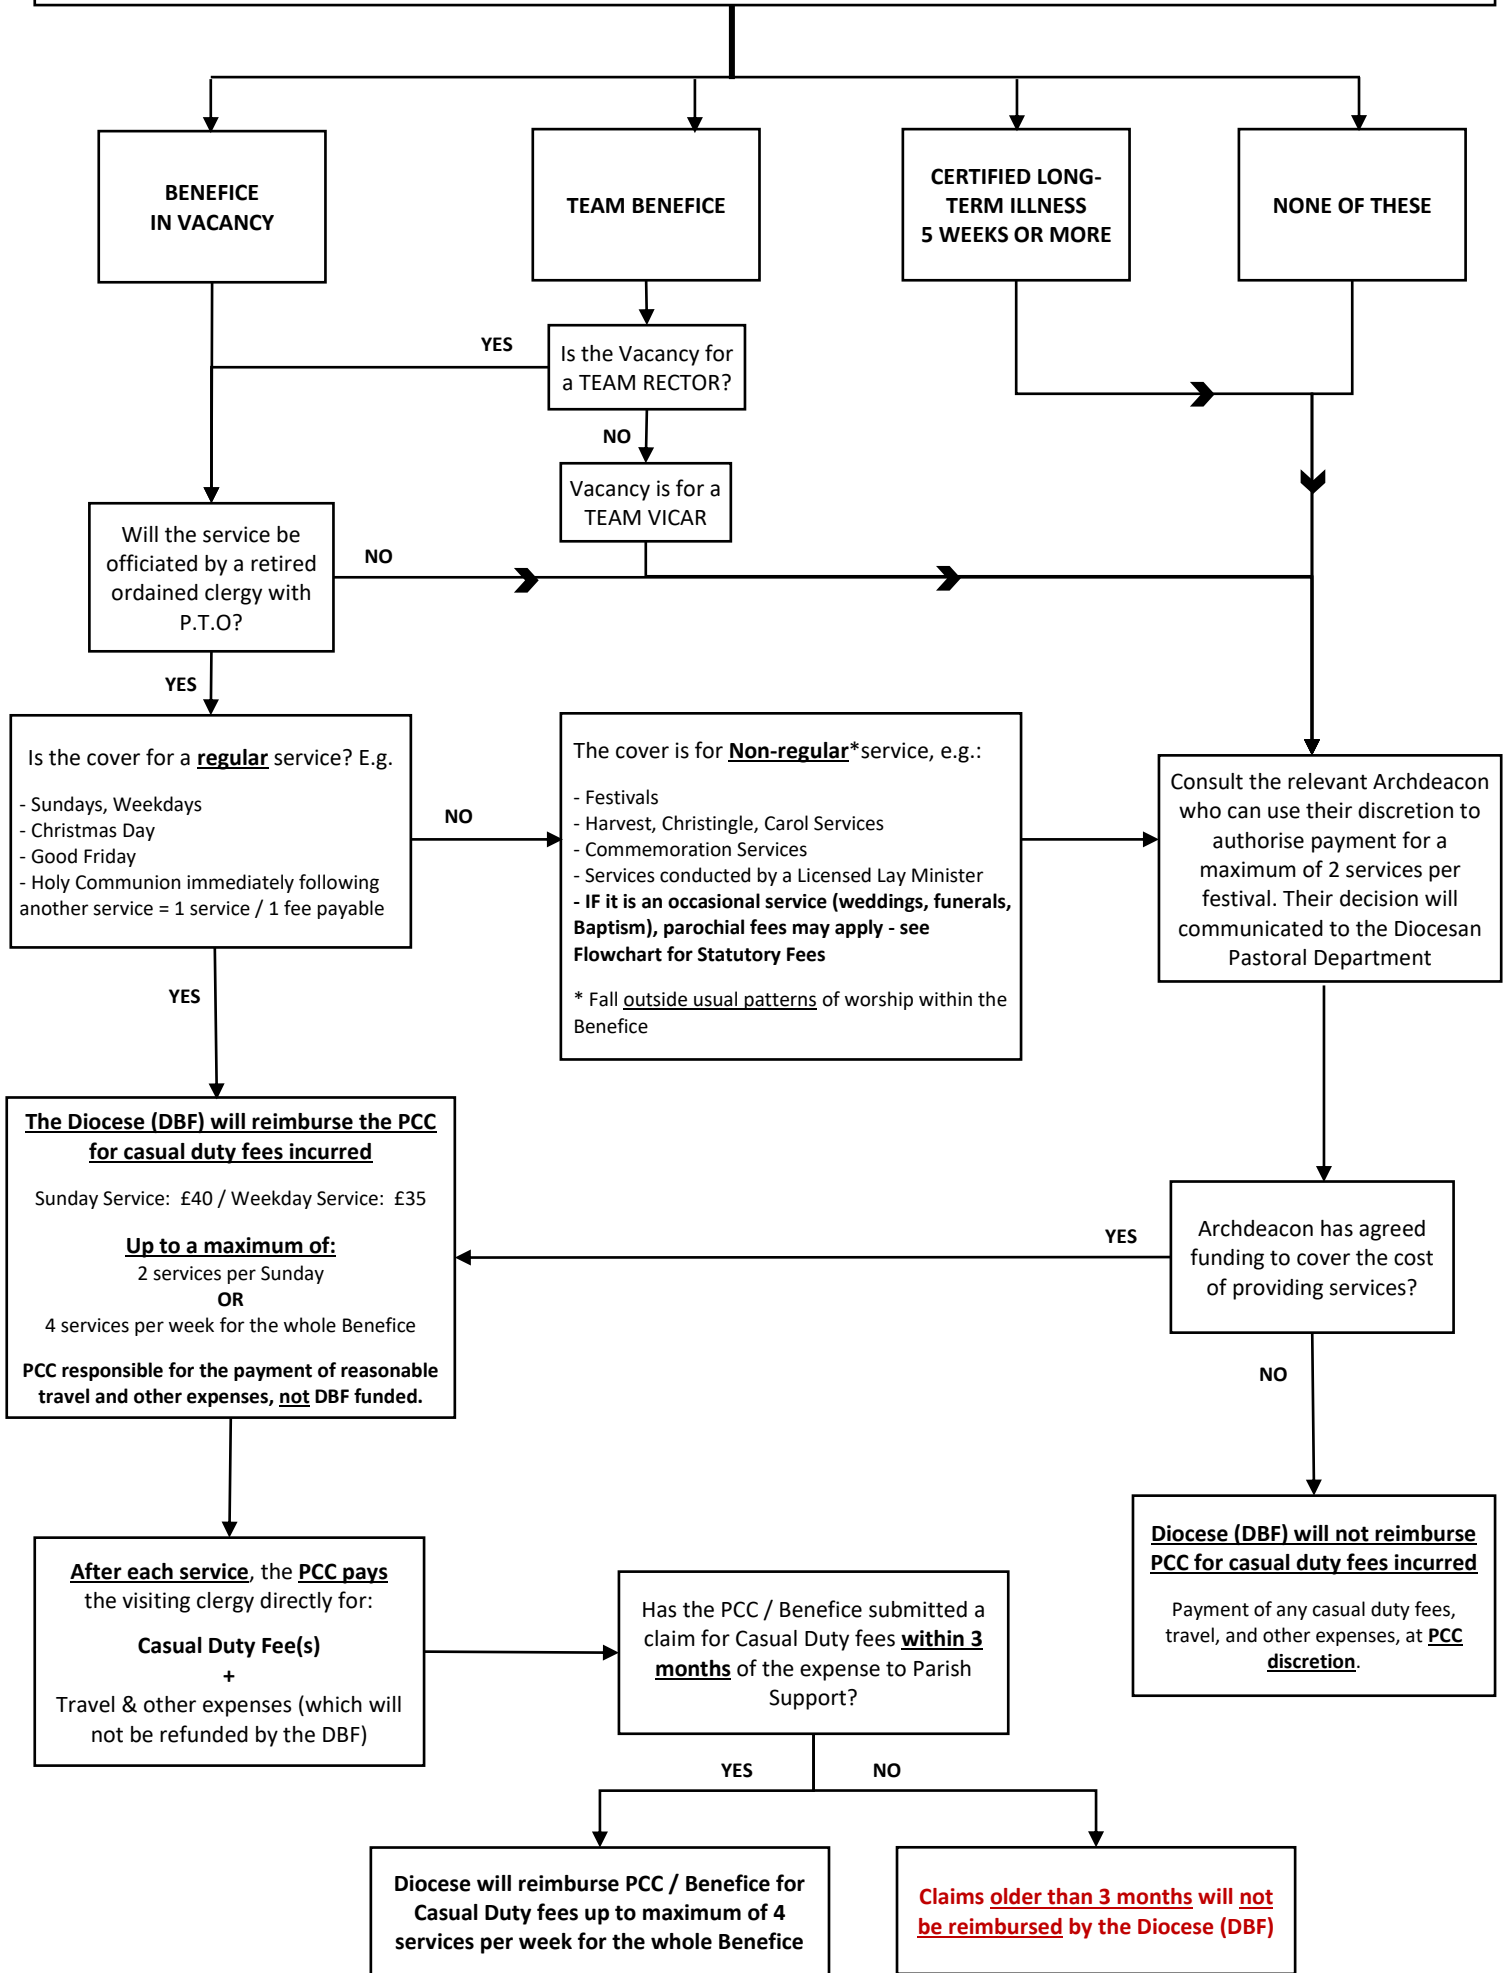 BENEFICE
IN VACANCY
TEAM BENEFICE
CERTIFIED LONG-
TERM ILLNESS
5 WEEKS OR MORE
NONE OF THESE
YES
Is the Vacancy for
a TEAM RECTOR?
NO
Vacancy is for a
TEAM VICAR
Will the service be
officiated by a retired
ordained clergy with
P.T.O?
NO
YES
Is the cover for a regular service? E.g.
- Sundays, Weekdays
- Christmas Day
- Good Friday
- Holy Communion immediately following
another service = 1 service / 1 fee payable
NO
The cover is for Non-regular*service, e.g.:
- Festivals
- Harvest, Christingle, Carol Services
- Commemoration Services
- Services conducted by a Licensed Lay Minister
- IF it is an occasional service (weddings, funerals,
Baptism), parochial fees may apply - see
Flowchart for Statutory Fees
* Fall outside usual patterns of worship within the
Benefice
Consult the relevant Archdeacon
who can use their discretion to
authorise payment for a
maximum of 2 services per
festival. Their decision will
communicated to the Diocesan
Pastoral Department
YES
The Diocese (DBF) will reimburse the PCC
for casual duty fees incurred
Sunday Service: £40 / Weekday Service: £35
Up to a maximum of:
2 services per Sunday
OR
4 services per week for the whole Benefice
PCC responsible for the payment of reasonable
travel and other expenses, not DBF funded.
YES
Archdeacon has agreed
funding to cover the cost
of providing services?
NO
Diocese (DBF) will not reimburse
PCC for casual duty fees incurred
Payment of any casual duty fees,
travel, and other expenses, at PCC
discretion.
After each service, the PCC pays
the visiting clergy directly for:
Casual Duty Fee(s)
+
Travel & other expenses (which will
not be refunded by the DBF)
Has the PCC / Benefice submitted a
claim for Casual Duty fees within 3
months of the expense to Parish
Support?
YES
NO
Diocese will reimburse PCC / Benefice for
Casual Duty fees up to maximum of 4
services per week for the whole Benefice
Claims older than 3 months will not
be reimbursed by the Diocese (DBF)